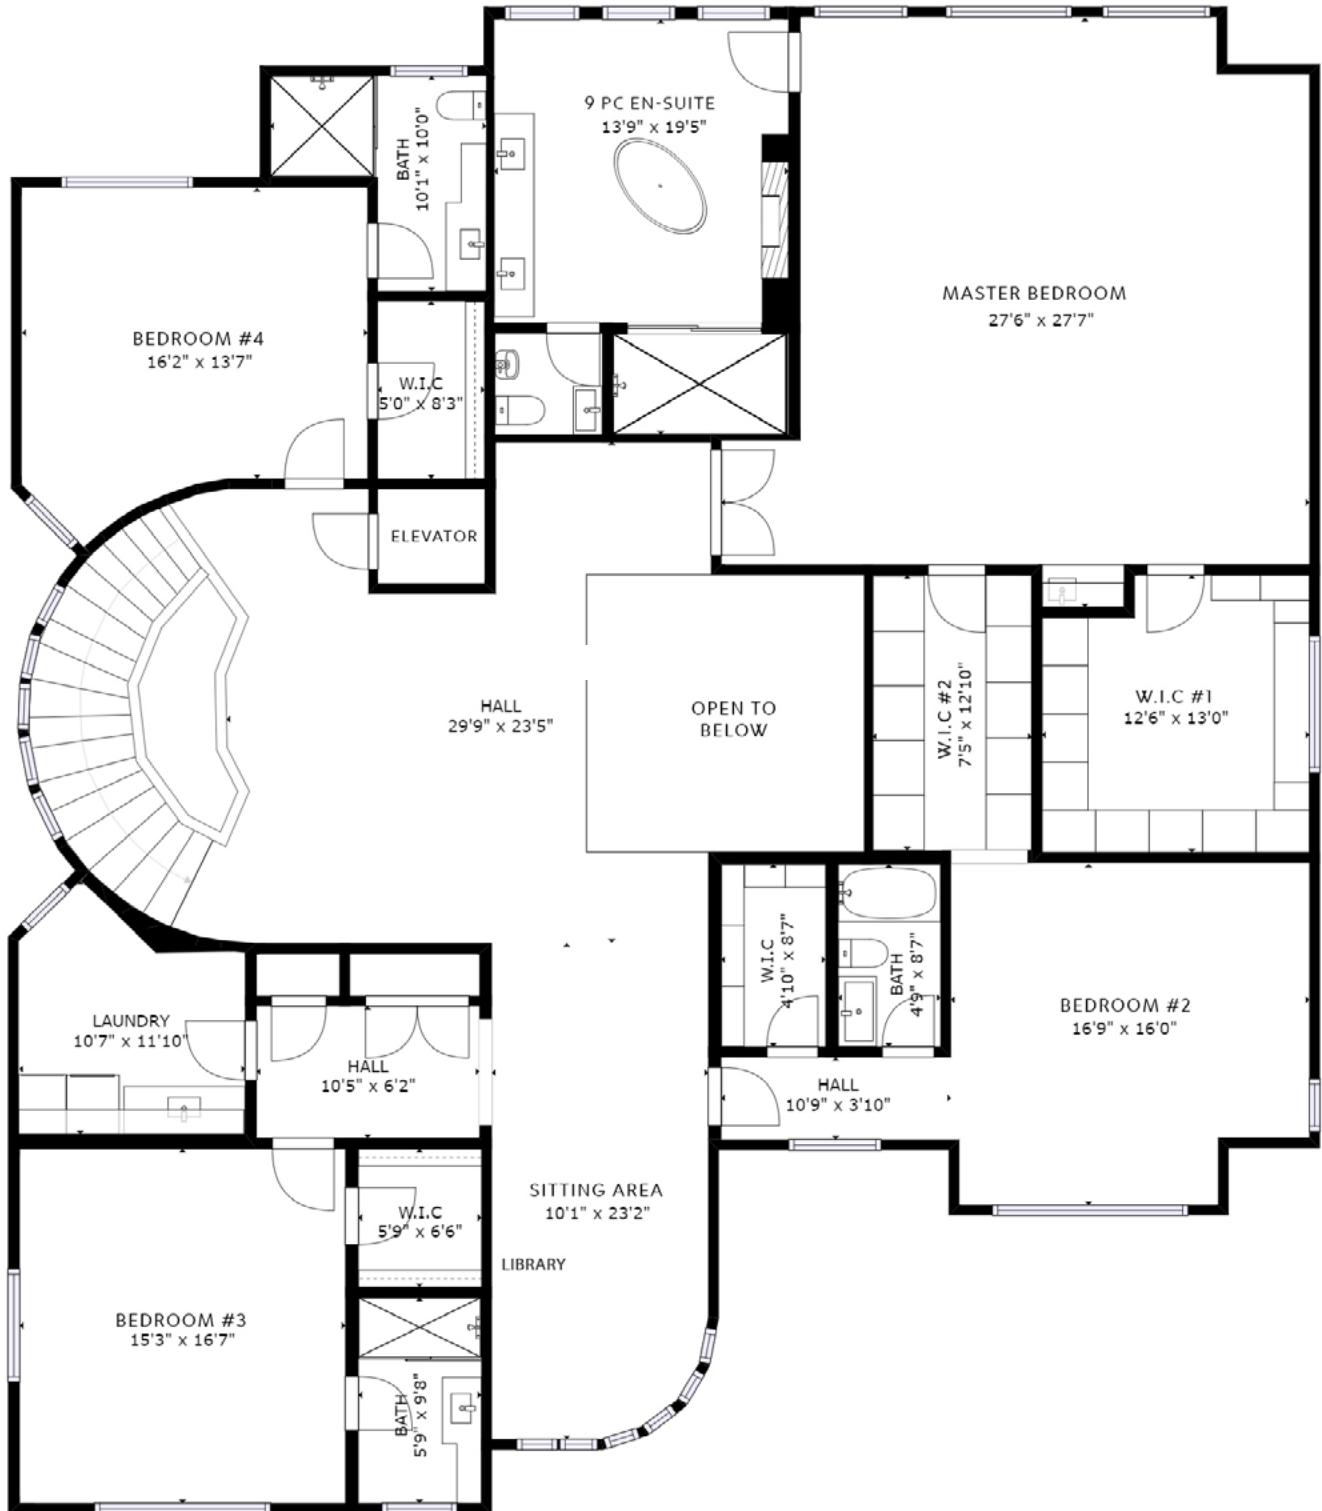 9 PC EN-SUITE
13'9" x 19'5"
BATH
10'1" x 10'0"
MASTER BEDROOM
27'6" x 27'7"
BEDROOM #4
16'2" x 13'7"
W.I.C
5'0" x 8'3"
ELEVATOR
HALL
29'9" x 23'5"
OPEN TO
BELOW
W.I.C #2
7'5" x 12'10"
W.I.C #1
12'6" x 13'0"
W.I.C
4'10" x 8'7"
BATH
4'9" x 8'7"
BEDROOM #2
16'9" x 16'0"
LAUNDRY
10'7" x 11'10"
HALL
10'5" x 6'2"
HALL
10'9" x 3'10"
SITTING AREA
10'1" x 23'2"
W.I.C
5'9" x 6'6"
LIBRARY
BEDROOM #3
15'3" x 16'7"
BATH
5'9" x 9'8"